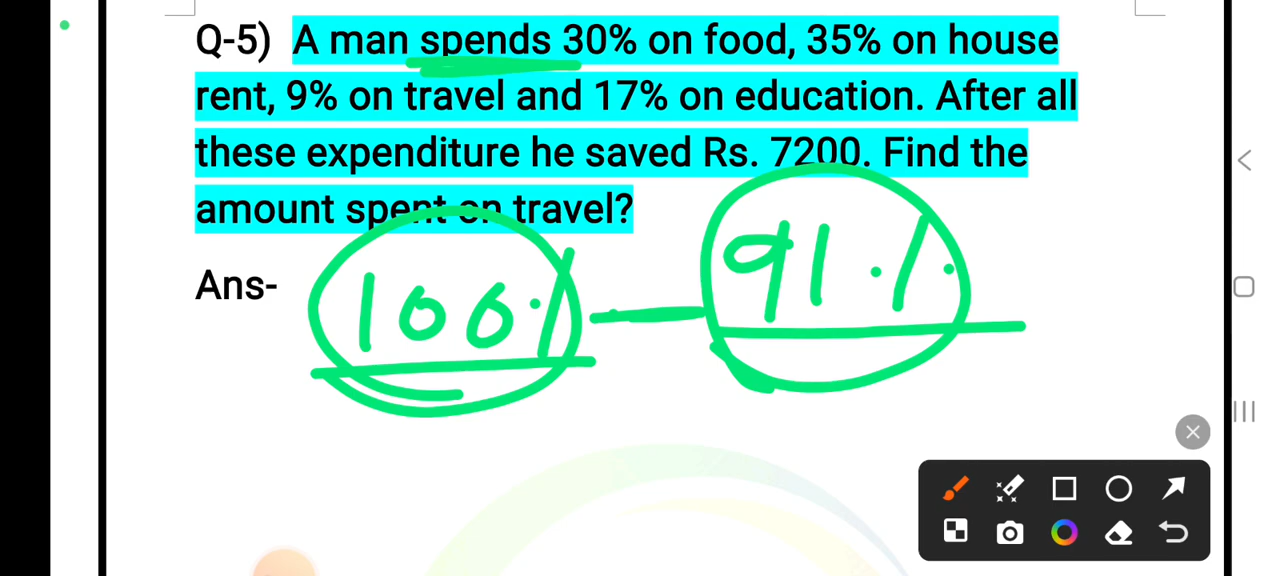 Q-5) A man spends 30% on food, 35% on house
rent, 9% on travel and 17% on education. After all
these expenditure he saved Rs. 7200. Find the
amount spent on travel?
Ans- 100% — 91%